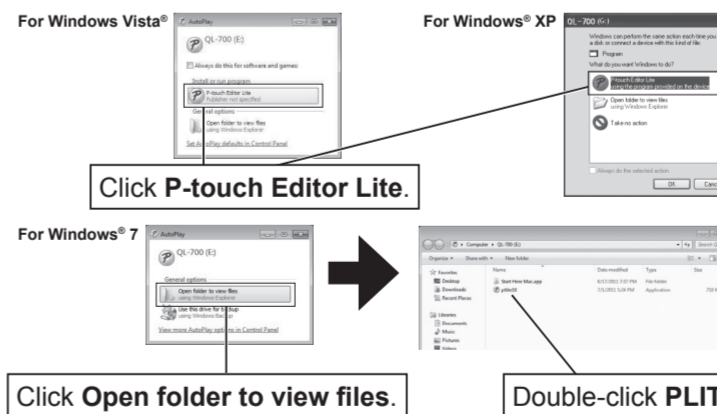 For Windows Vista®
AutoPlay
QL-700 (E:)
Always do this for software and games:
Install or run program
P-touch Editor Lite
Publisher not specified
General options
Open folder to view files
using Windows Explorer
Set AutoPlay defaults in Control Panel
For Windows® XP
QL-700 (G:)
Windows can perform the same action each time you
a disk or connect a device with this kind of file:
Program
What do you want Windows to do?
P-touch Editor Lite
using the program provided on the device
Open folder to view files
using Windows Explorer
Take no action
Always do the selected action.
OK
Click P-touch Editor Lite.
For Windows® 7
AutoPlay
QL-700 (E:)
General options
Open folder to view files
using Windows Explorer
Use this drive for backup
using Windows Backup
View more AutoPlay options in Control Panel
Computer ▸ QL-700 (E:)
Organize
Share with
New folder
Name
Date modified
Type
Size
Favorites
Desktop
Downloads
Recent Places
Libraries
Documents
Music
Pictures
Videos
Start Here Mac.app
File folder
Application
Click Open folder to view files.
Double-click PLIT